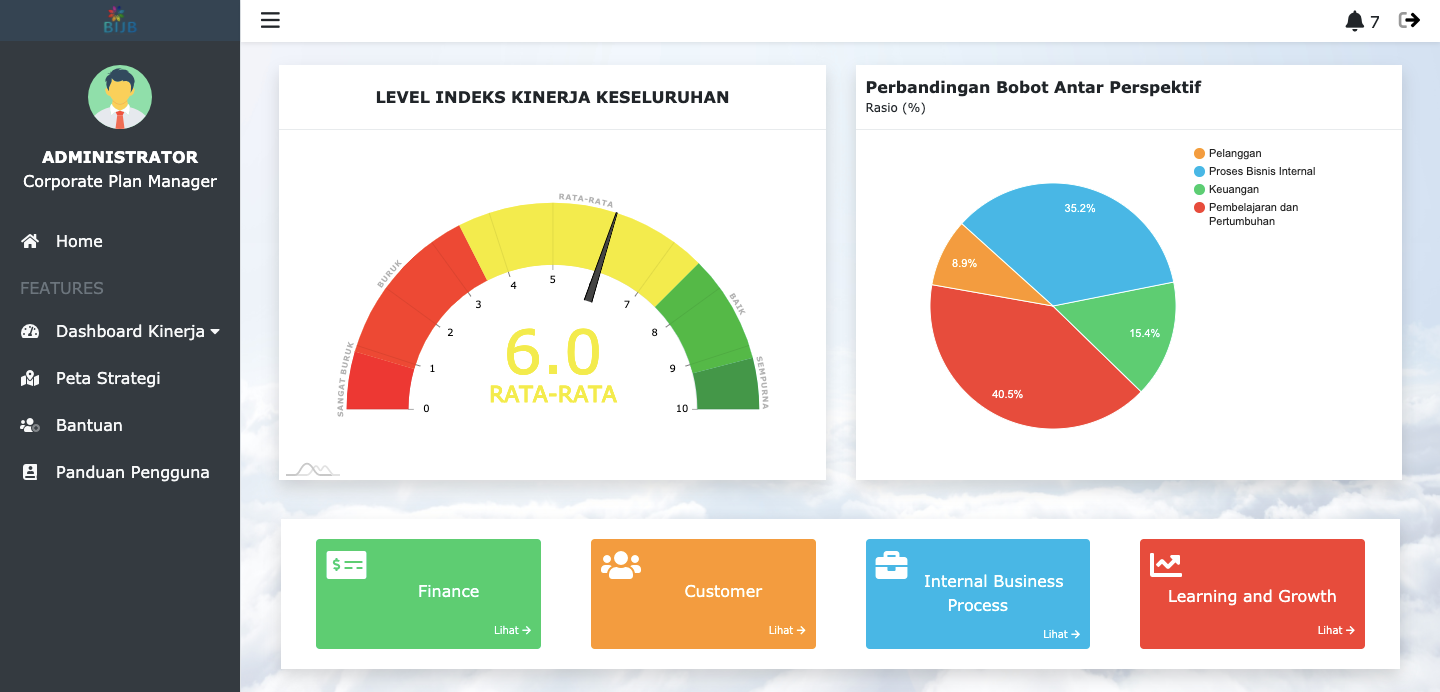 BIJB
7
ADMINISTRATOR
Corporate Plan Manager
Home
FEATURES
Dashboard Kinerja
Peta Strategi
Bantuan
Panduan Pengguna
LEVEL INDEKS KINERJA KESELURUHAN
SANGAT BURUK
BURUK
RATA-RATA
BAIK
SEMPURNA
0
1
2
3
4
5
7
8
9
10
6.0
RATA-RATA
Perbandingan Bobot Antar Perspektif
Rasio (%)
Pelanggan
Proses Bisnis Internal
Keuangan
Pembelajaran dan
Pertumbuhan
35.2%
8.9%
15.4%
40.5%
$
Finance
Lihat
Customer
Lihat
Internal Business
Process
Lihat
Learning and Growth
Lihat